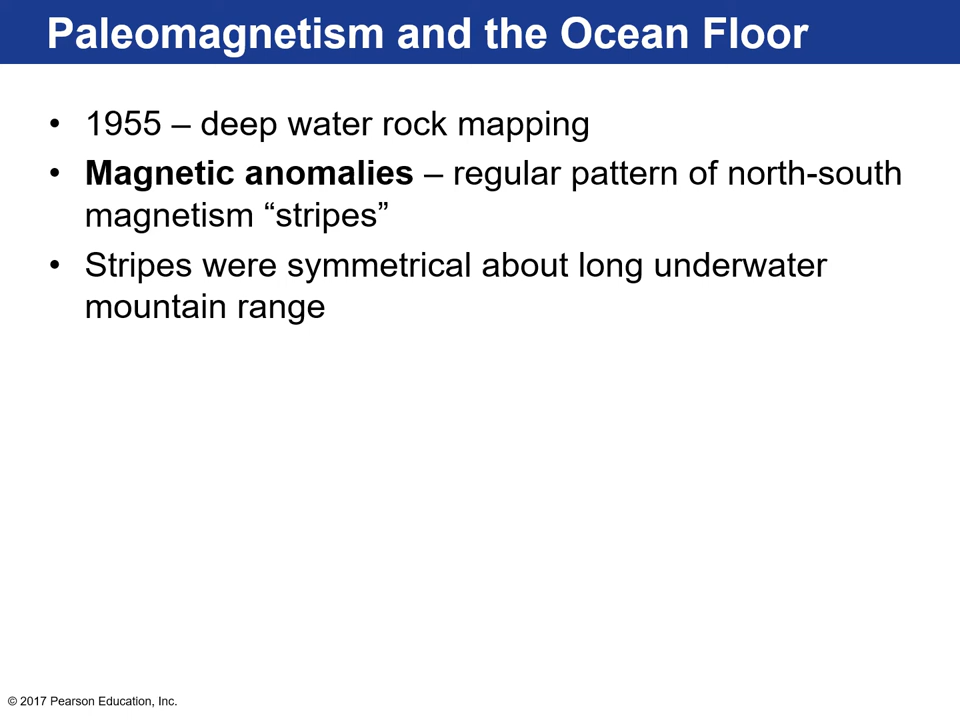 Paleomagnetism and the Ocean Floor
• 1955 – deep water rock mapping
• Magnetic anomalies – regular pattern of north-south
magnetism “stripes”
• Stripes were symmetrical about long underwater
mountain range
© 2017 Pearson Education, Inc.